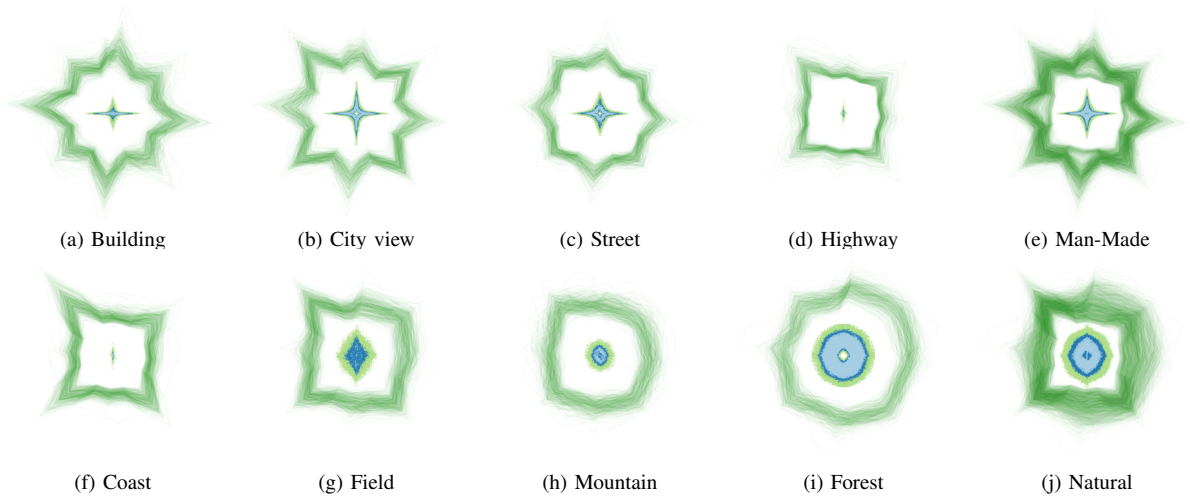 (a) Building
(b) City view
(c) Street
(d) Highway
(e) Man-Made
(f) Coast
(g) Field
(h) Mountain
(i) Forest
(j) Natural